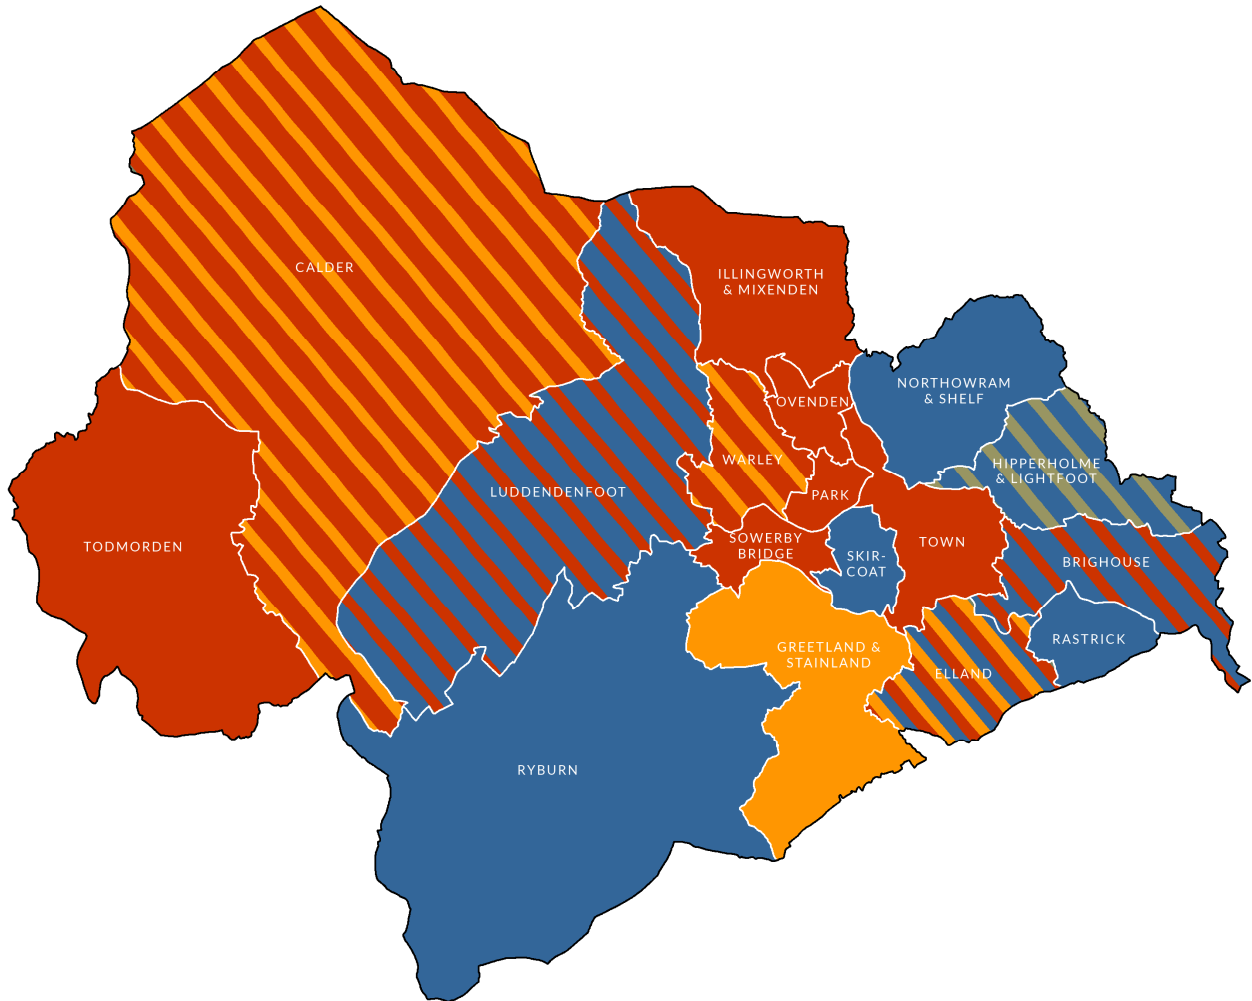 CALDER
ILLINGWORTH
& MIXENDEN
NORTHOWRAM
& SHELF
OVENDEN
WARLEY
HIPPERHOLME
& LIGHTFOOT
LUDDENDENFOOT
PARK
TODMORDEN
SOWERBY
BRIDGE
SKIR-
COAT
TOWN
BRIGHOUSE
RASTRICK
GREETLAND &
STAINLAND
ELLAND
RYBURN